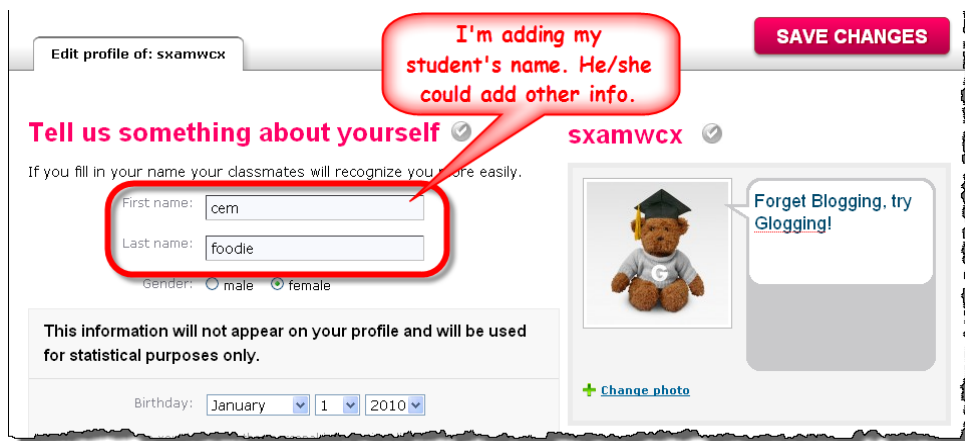 Edit profile of: sxamwcx
I'm adding my
student's name. He/she
could add other info.
SAVE CHANGES
Tell us something about yourself
If you fill in your name your classmates will recognize you more easily.
First name: cem
Last name: foodie
Gender: male female
This information will not appear on your profile and will be used
for statistical purposes only.
Birthday: January 1 2010
sxamwcx
G
Forget Blogging, try
Glogging!
Change photo